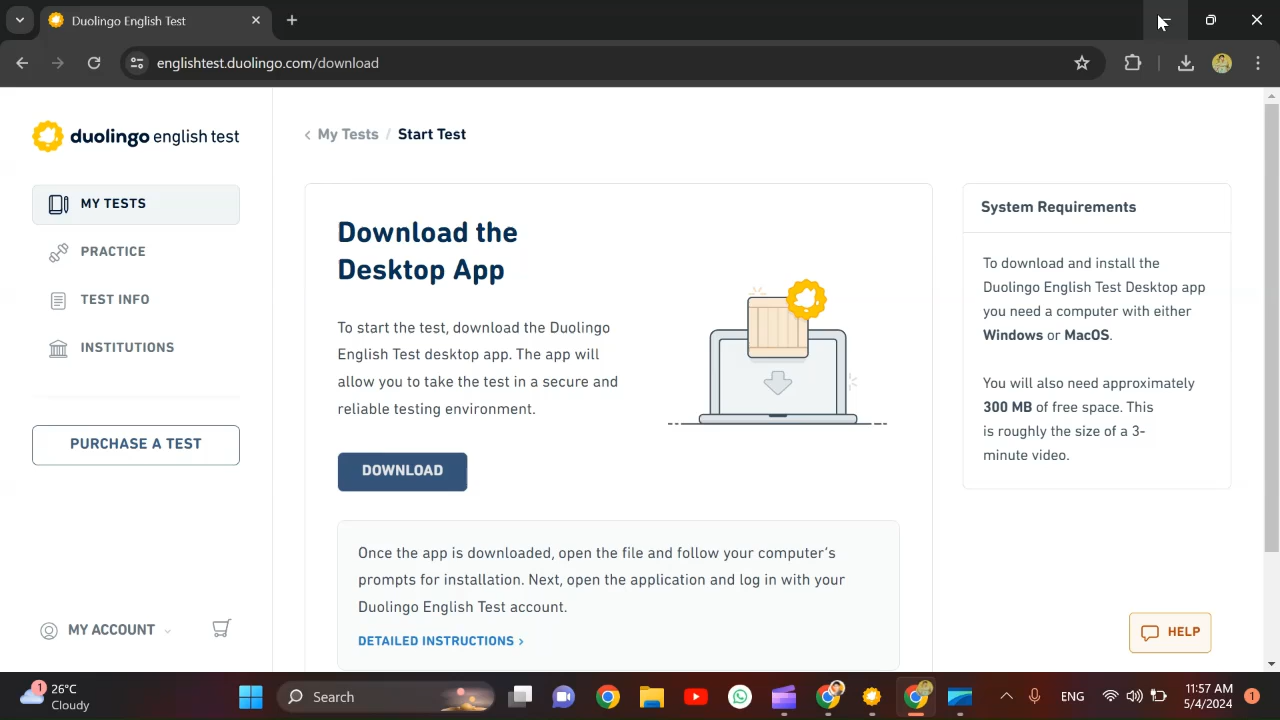 Duolingo English Test
englishtest.duolingo.com/download
duolingo english test
MY TESTS
PRACTICE
TEST INFO
INSTITUTIONS
PURCHASE A TEST
MY ACCOUNT
My Tests / Start Test
Download the
Desktop App
To start the test, download the Duolingo
English Test desktop app. The app will
allow you to take the test in a secure and
reliable testing environment.
DOWNLOAD
Once the app is downloaded, open the file and follow your computer's
prompts for installation. Next, open the application and log in with your
Duolingo English Test account.
DETAILED INSTRUCTIONS >
System Requirements
To download and install the
Duolingo English Test Desktop app
you need a computer with either
Windows or MacOS.
You will also need approximately
300 MB of free space. This
is roughly the size of a 3-
minute video.
HELP
1
26°C
Cloudy
Search
ENG
11:57 AM
5/4/2024
1